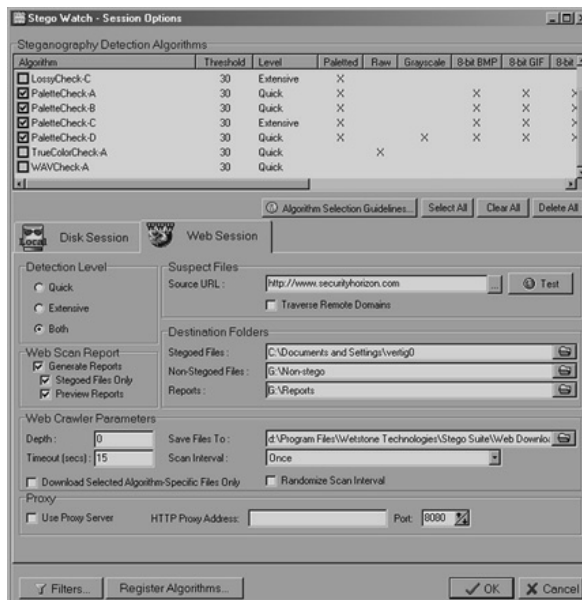 Stego Watch - Session Options
Steganography Detection Algorithms
Algorithm Threshold Level Paletted Raw Grayscale 8-bit BMP 8-bit GIF 8-bit
LossyCheck-C 30 Extensive X
PaletteCheck-A 30 Quick X X X X
PaletteCheck-B 30 Quick X X X X
PaletteCheck-C 30 Extensive X X X X
PaletteCheck-D 30 Quick X X X X X
TrueColorCheck-A 30 Quick X
WAVCheck-A 30 Quick
Algorithm Selection Guidelines... Select All Clear All Delete All
Local Disk Session WWW Web Session
Detection Level
Quick
Extensive
Both
Suspect Files
Source URL : http://www.securityhorizon.com ... Test
Traverse Remote Domains
Destination Folders
Stegoed Files : C:\Documents and Settings\vertig0
Non-Stegoed Files : G:\Non-stego
Reports : G:\Reports
Web Scan Report
Generate Reports
Stegoed Files Only
Preview Reports
Web Crawler Parameters
Depth : 0 Save Files To : d:\Program Files\Wetstone Technologies\Stego Suite\Web Downloa
Timeout (secs) : 15 Scan Interval : Once
Download Selected Algorithm-Specific Files Only Randomize Scan Interval
Proxy
Use Proxy Server HTTP Proxy Address: Port: 8080
Filters... Register Algorithms... OK Cancel